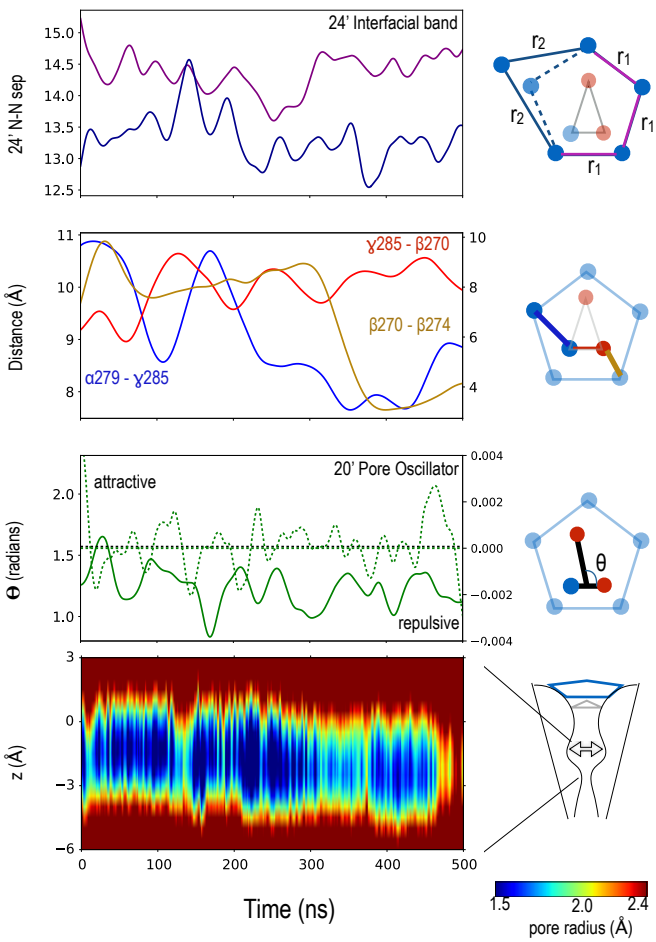 24' Interfacial band
15.0
14.5
14.0
13.5
13.0
12.5
24' N-N sep
r2
r1
r2
r1
r1
11
10
9
8
10
8
6
4
Distance (Å)
ɣ285 - β270
β270 - β274
α279 - ɣ285
2.0
1.5
1.0
0.004
0.002
0.000
−0.002
−0.004
Θ (radians)
attractive
20' Pore Oscillator
repulsive
θ
3
0
−3
−6
z (Å)
0
100
200
300
400
500
Time (ns)
1.5
2.0
2.4
pore radius (Å)